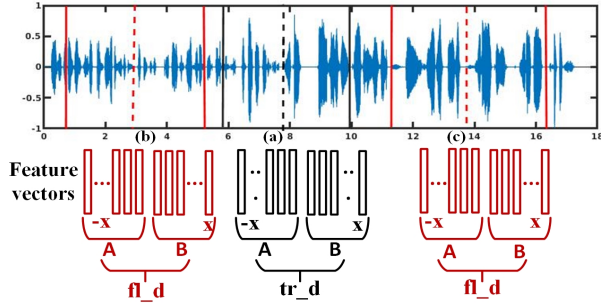 1
0.5
0
-0.5
-1
0 2 4 6 8 10 12 14 16 18
(b) (a) (c)
Feature
vectors
... ... .. .. ... ...
. .
-x x -x x -x x
A B A B A B
fl_d tr_d fl_d